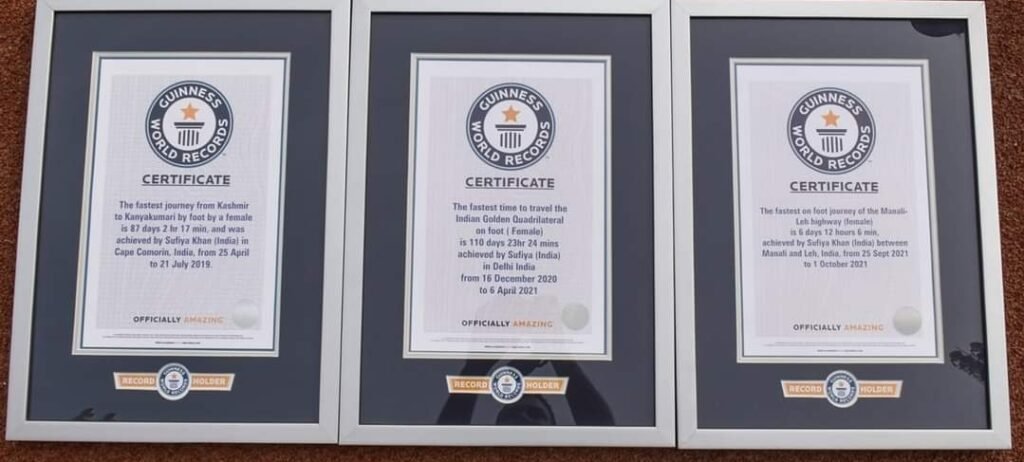 GUINNESS
WORLD RECORDS
CERTIFICATE
The fastest journey from Kashmir
to Kanyakumari by foot by a female
is 87 days 2 hr 17 min, and was
achieved by Sufiya Khan (India) in
Cape Comorin, India, from 25 April
to 21 July 2019.
OFFICIALLY AMAZING
RECORD HOLDER
GUINNESS
WORLD RECORDS
CERTIFICATE
The fastest time to travel the
Indian Golden Quadrilateral
on foot ( Female)
is 110 days 23hr 24 mins
achieved by Sufiya (India)
in Delhi India
from 16 December 2020
to 6 April 2021
OFFICIALLY AMAZING
RECORD HOLDER
GUINNESS
WORLD RECORDS
CERTIFICATE
The fastest on foot journey of the Manali-
Leh highway (female)
is 6 days 12 hours 6 min,
achieved by Sufiya Khan (India) between
Manali and Leh, India, from 25 Sept 2021
to 1 October 2021
OFFICIALLY AMAZING
RECORD HOLDER